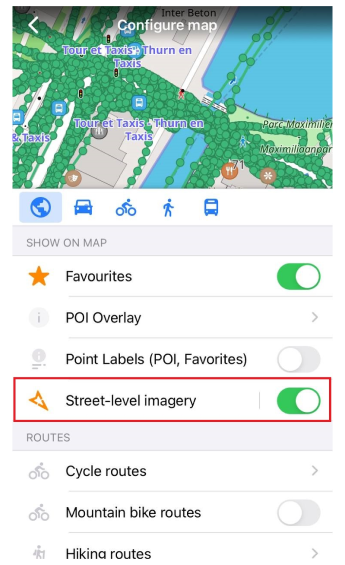 Inter Beton
Configure map
Tour et Taxis - Thurn en
Taxis
Tour et Taxis - Thurn en
Taxis
& Taxis
Parc Maximilien
Maximiliaanpar
71
SHOW ON MAP
Favourites
POI Overlay
Point Labels (POI, Favorites)
Street-level imagery
ROUTES
Cycle routes
Mountain bike routes
Hiking routes